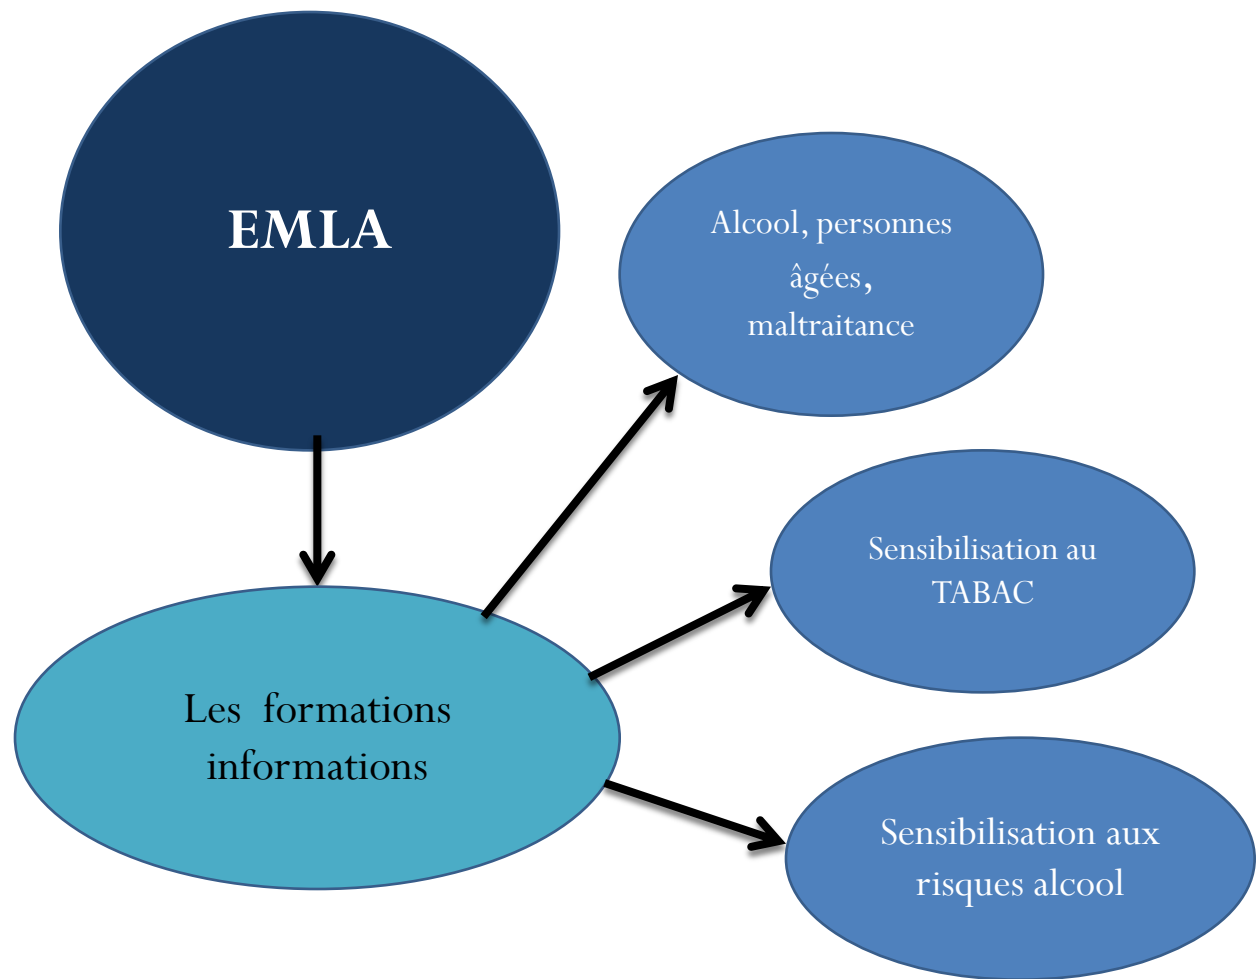 EMLA
Alcool, personnes
âgées,
maltraitance
Sensibilisation au
TABAC
Les formations
informations
Sensibilisation aux
risques alcool